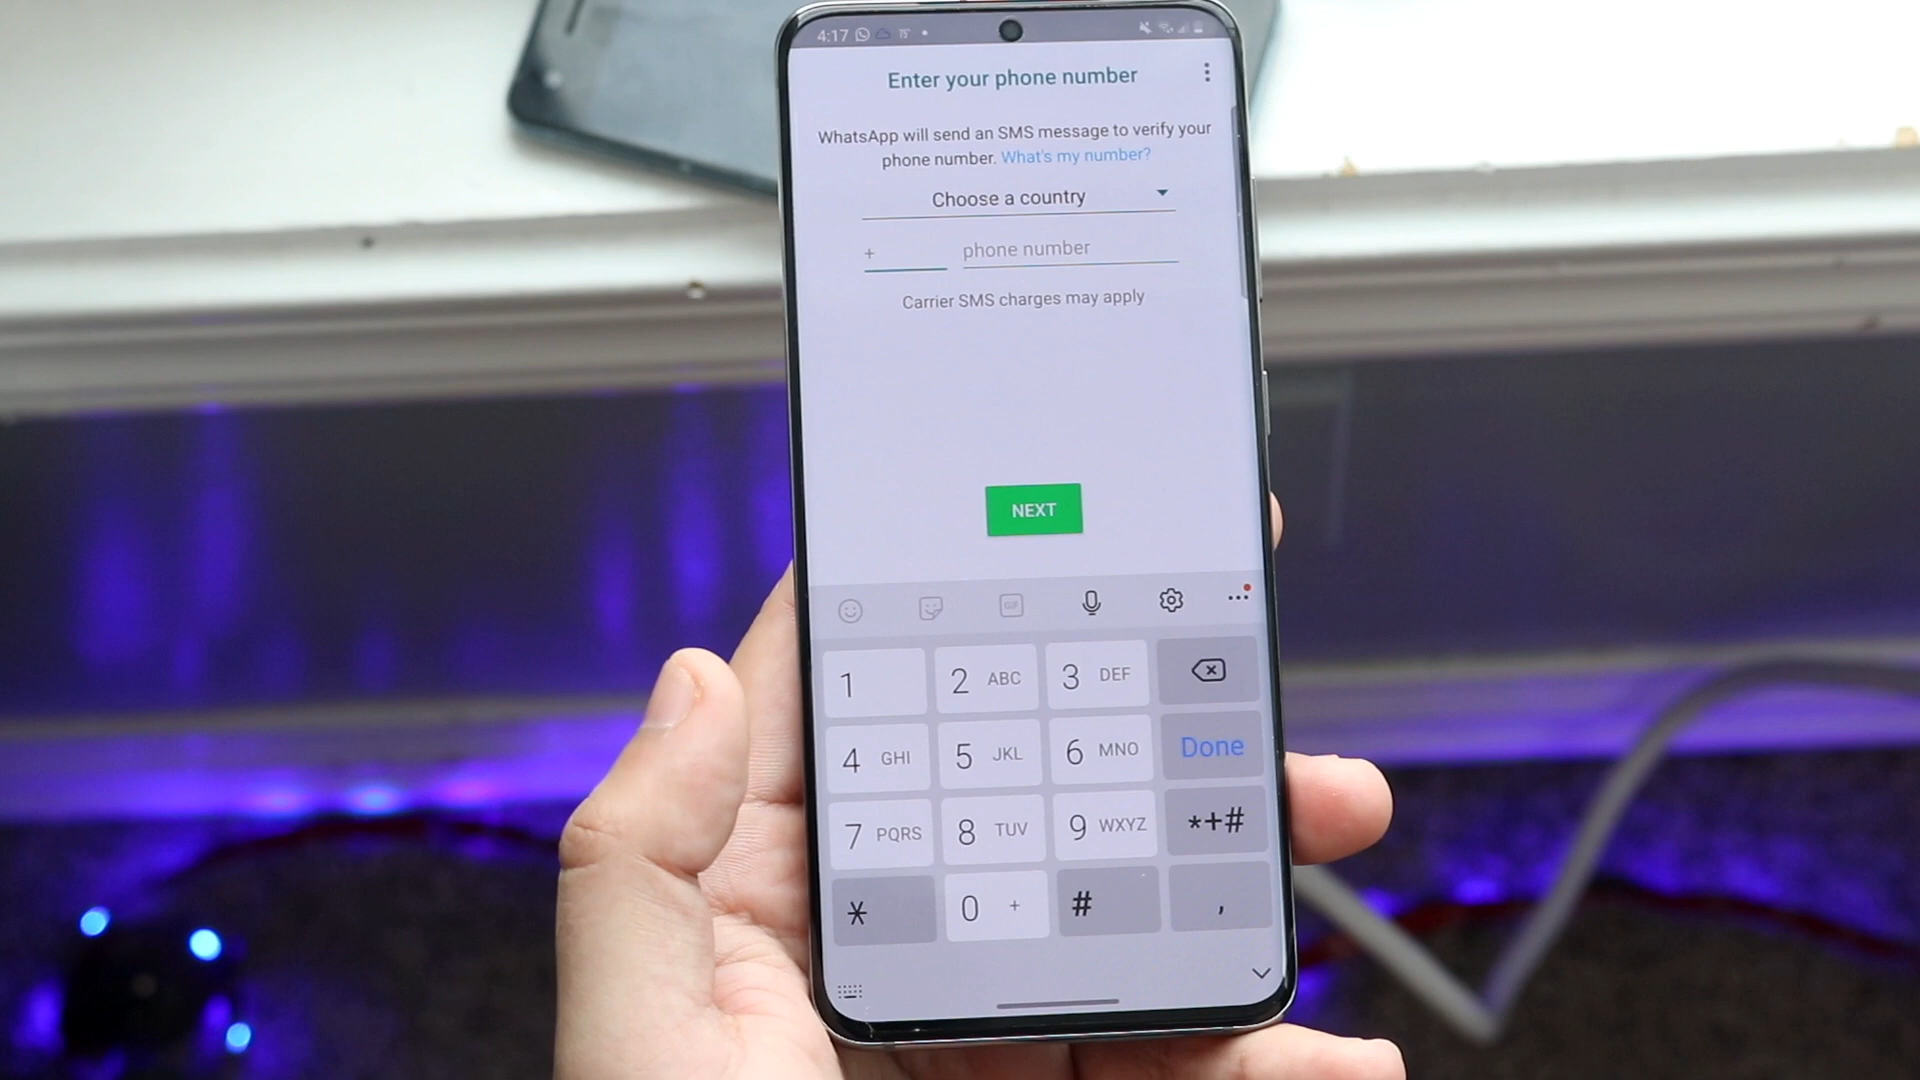 4:17 75°
Enter your phone number
WhatsApp will send an SMS message to verify your
phone number. What's my number?
Choose a country
+ phone number
Carrier SMS charges may apply
NEXT
GIF
1 2 ABC 3 DEF
4 GHI 5 JKL 6 MNO Done
7 PQRS 8 TUV 9 WXYZ *+#
* 0 + # ,